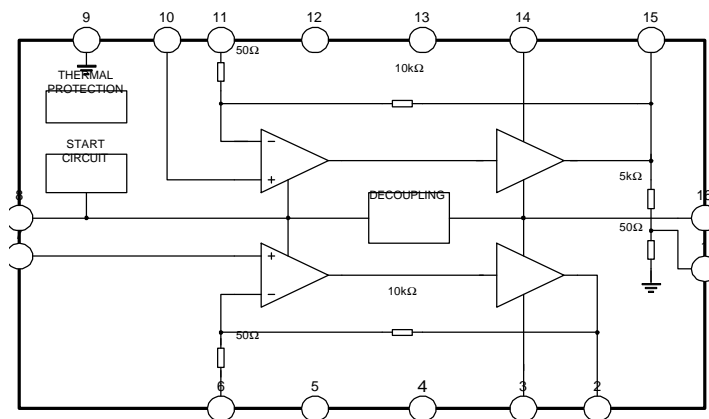 9
10
11
12
13
14
15
50Ω
10kΩ
THERMAL
PROTECTION
START
CIRCUIT
−
+
DECOUPLING
5kΩ
8
16
50Ω
+
−
10kΩ
50Ω
6
5
4
3
2